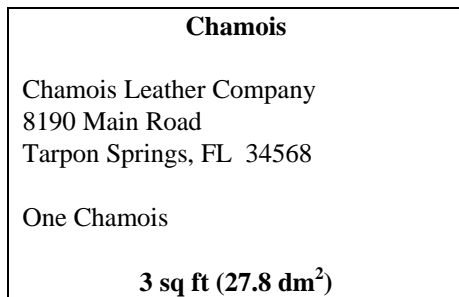 Chamois
Chamois Leather Company
8190 Main Road
Tarpon Springs, FL  34568
One Chamois
3 sq ft (27.8 dm²)